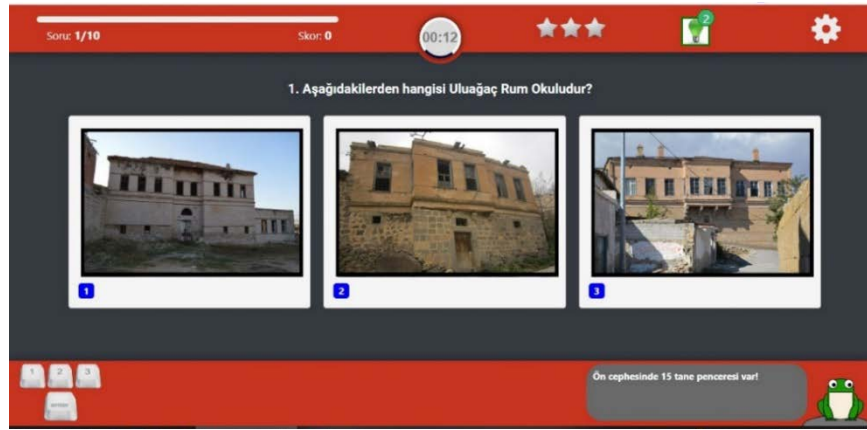 Soru: 1/10
Skor: 0
00:12
2
1. Aşağıdakilerden hangisi Uluağaç Rum Okuludur?
1
2
3
1 2 3
Ön cephesinde 15 tane penceresi var!